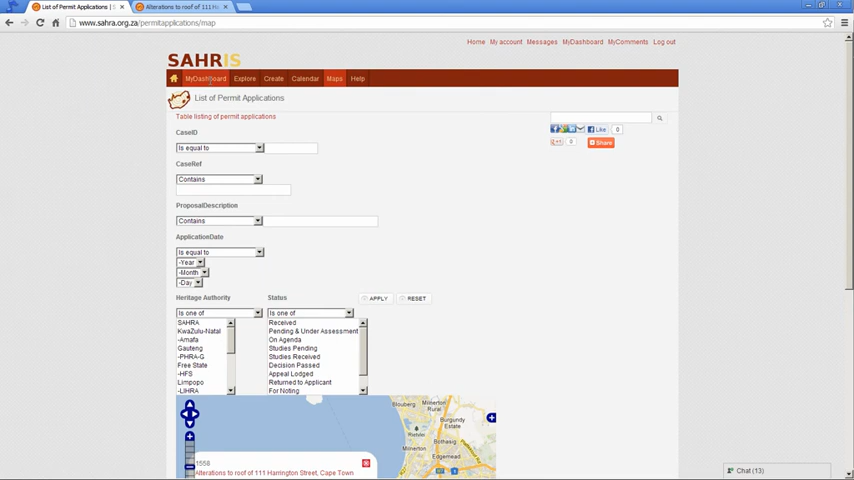 List of Permit Applications | S
Alterations to roof of 111 Ha
www.sahra.org.za/permitapplications/map
Home My account Messages MyDashboard MyComments Log out
SAHRIS
MyDashboard Explore Create Calendar Maps Help
List of Permit Applications
Table listing of permit applications
Like 0
+1 0 Share
CaseID
Is equal to
CaseRef
Contains
ProposalDescription
Contains
ApplicationDate
Is equal to
-Year
-Month
-Day
Heritage Authority Status APPLY RESET
Is one of Is one of
SAHRA Received
KwaZulu-Natal Pending & Under Assessment
-Amafa On Agenda
Gauteng Studies Pending
-PHRA-G Studies Received
Free State Decision Passed
-HFS Appeal Lodged
Limpopo Returned to Applicant
-LIHRA For Noting
Blouberg Milnerton Rural
Burgundy Estate
Rietvlei Bothasig
Milnerton Edgemead
1558
Alterations to roof of 111 Harrington Street, Cape Town
Chat (13)